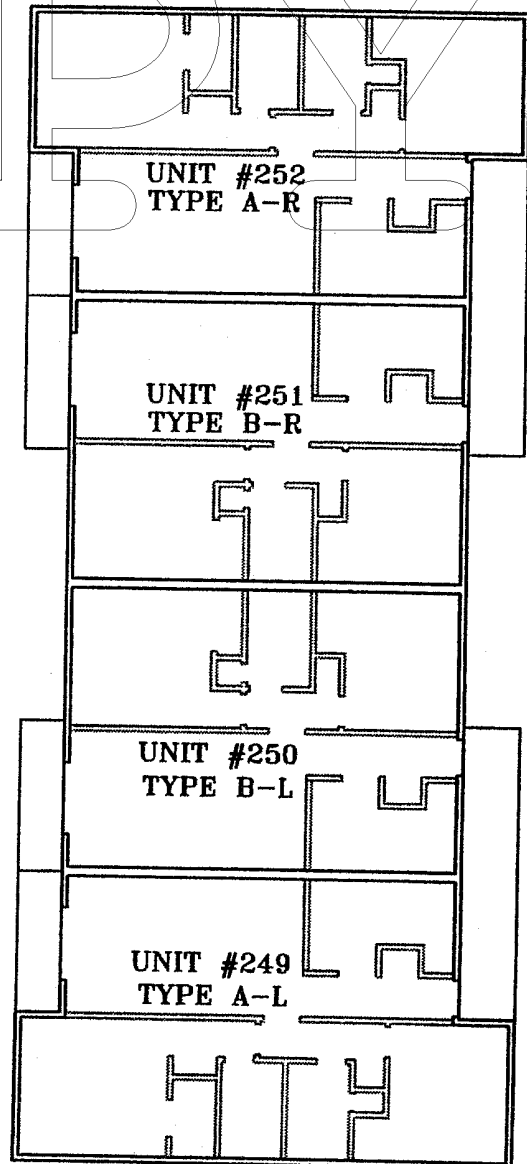 UNIT #252
TYPE A-R
UNIT #251
TYPE B-R
UNIT #250
TYPE B-L
UNIT #249
TYPE A-L